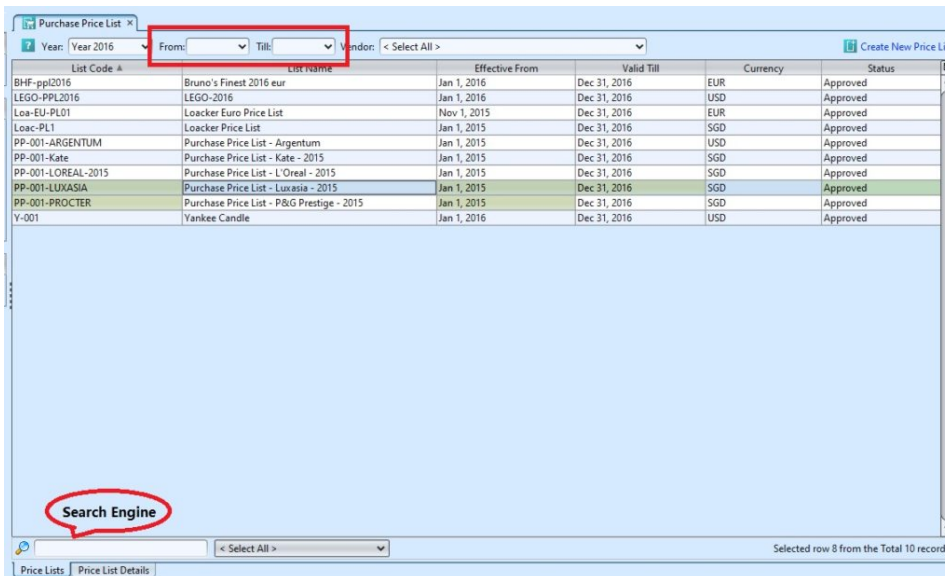 Purchase Price List ×
? Year: Year 2016 From: Till: Vendor: < Select All > Create New Price Li
List Code List Name Effective From Valid Till Currency Status
BHF-ppl2016 Bruno's Finest 2016 eur Jan 1, 2016 Dec 31, 2016 EUR Approved
LEGO-PPL2016 LEGO-2016 Jan 1, 2016 Dec 31, 2016 USD Approved
Loa-EU-PL01 Loacker Euro Price List Nov 1, 2015 Dec 31, 2016 EUR Approved
Loac-PL1 Loacker Price List Jan 1, 2015 Dec 31, 2016 SGD Approved
PP-001-ARGENTUM Purchase Price List - Argentum Jan 1, 2015 Dec 31, 2016 USD Approved
PP-001-Kate Purchase Price List - Kate - 2015 Jan 1, 2015 Dec 31, 2016 SGD Approved
PP-001-LOREAL-2015 Purchase Price List - L'Oreal - 2015 Jan 1, 2015 Dec 31, 2016 SGD Approved
PP-001-LUXASIA Purchase Price List - Luxasia - 2015 Jan 1, 2015 Dec 31, 2016 SGD Approved
PP-001-PROCTER Purchase Price List - P&G Prestige - 2015 Jan 1, 2015 Dec 31, 2016 SGD Approved
Y-001 Yankee Candle Jan 1, 2016 Dec 31, 2016 USD Approved
Search Engine
< Select All > Selected row 8 from the Total 10 record
Price Lists Price List Details